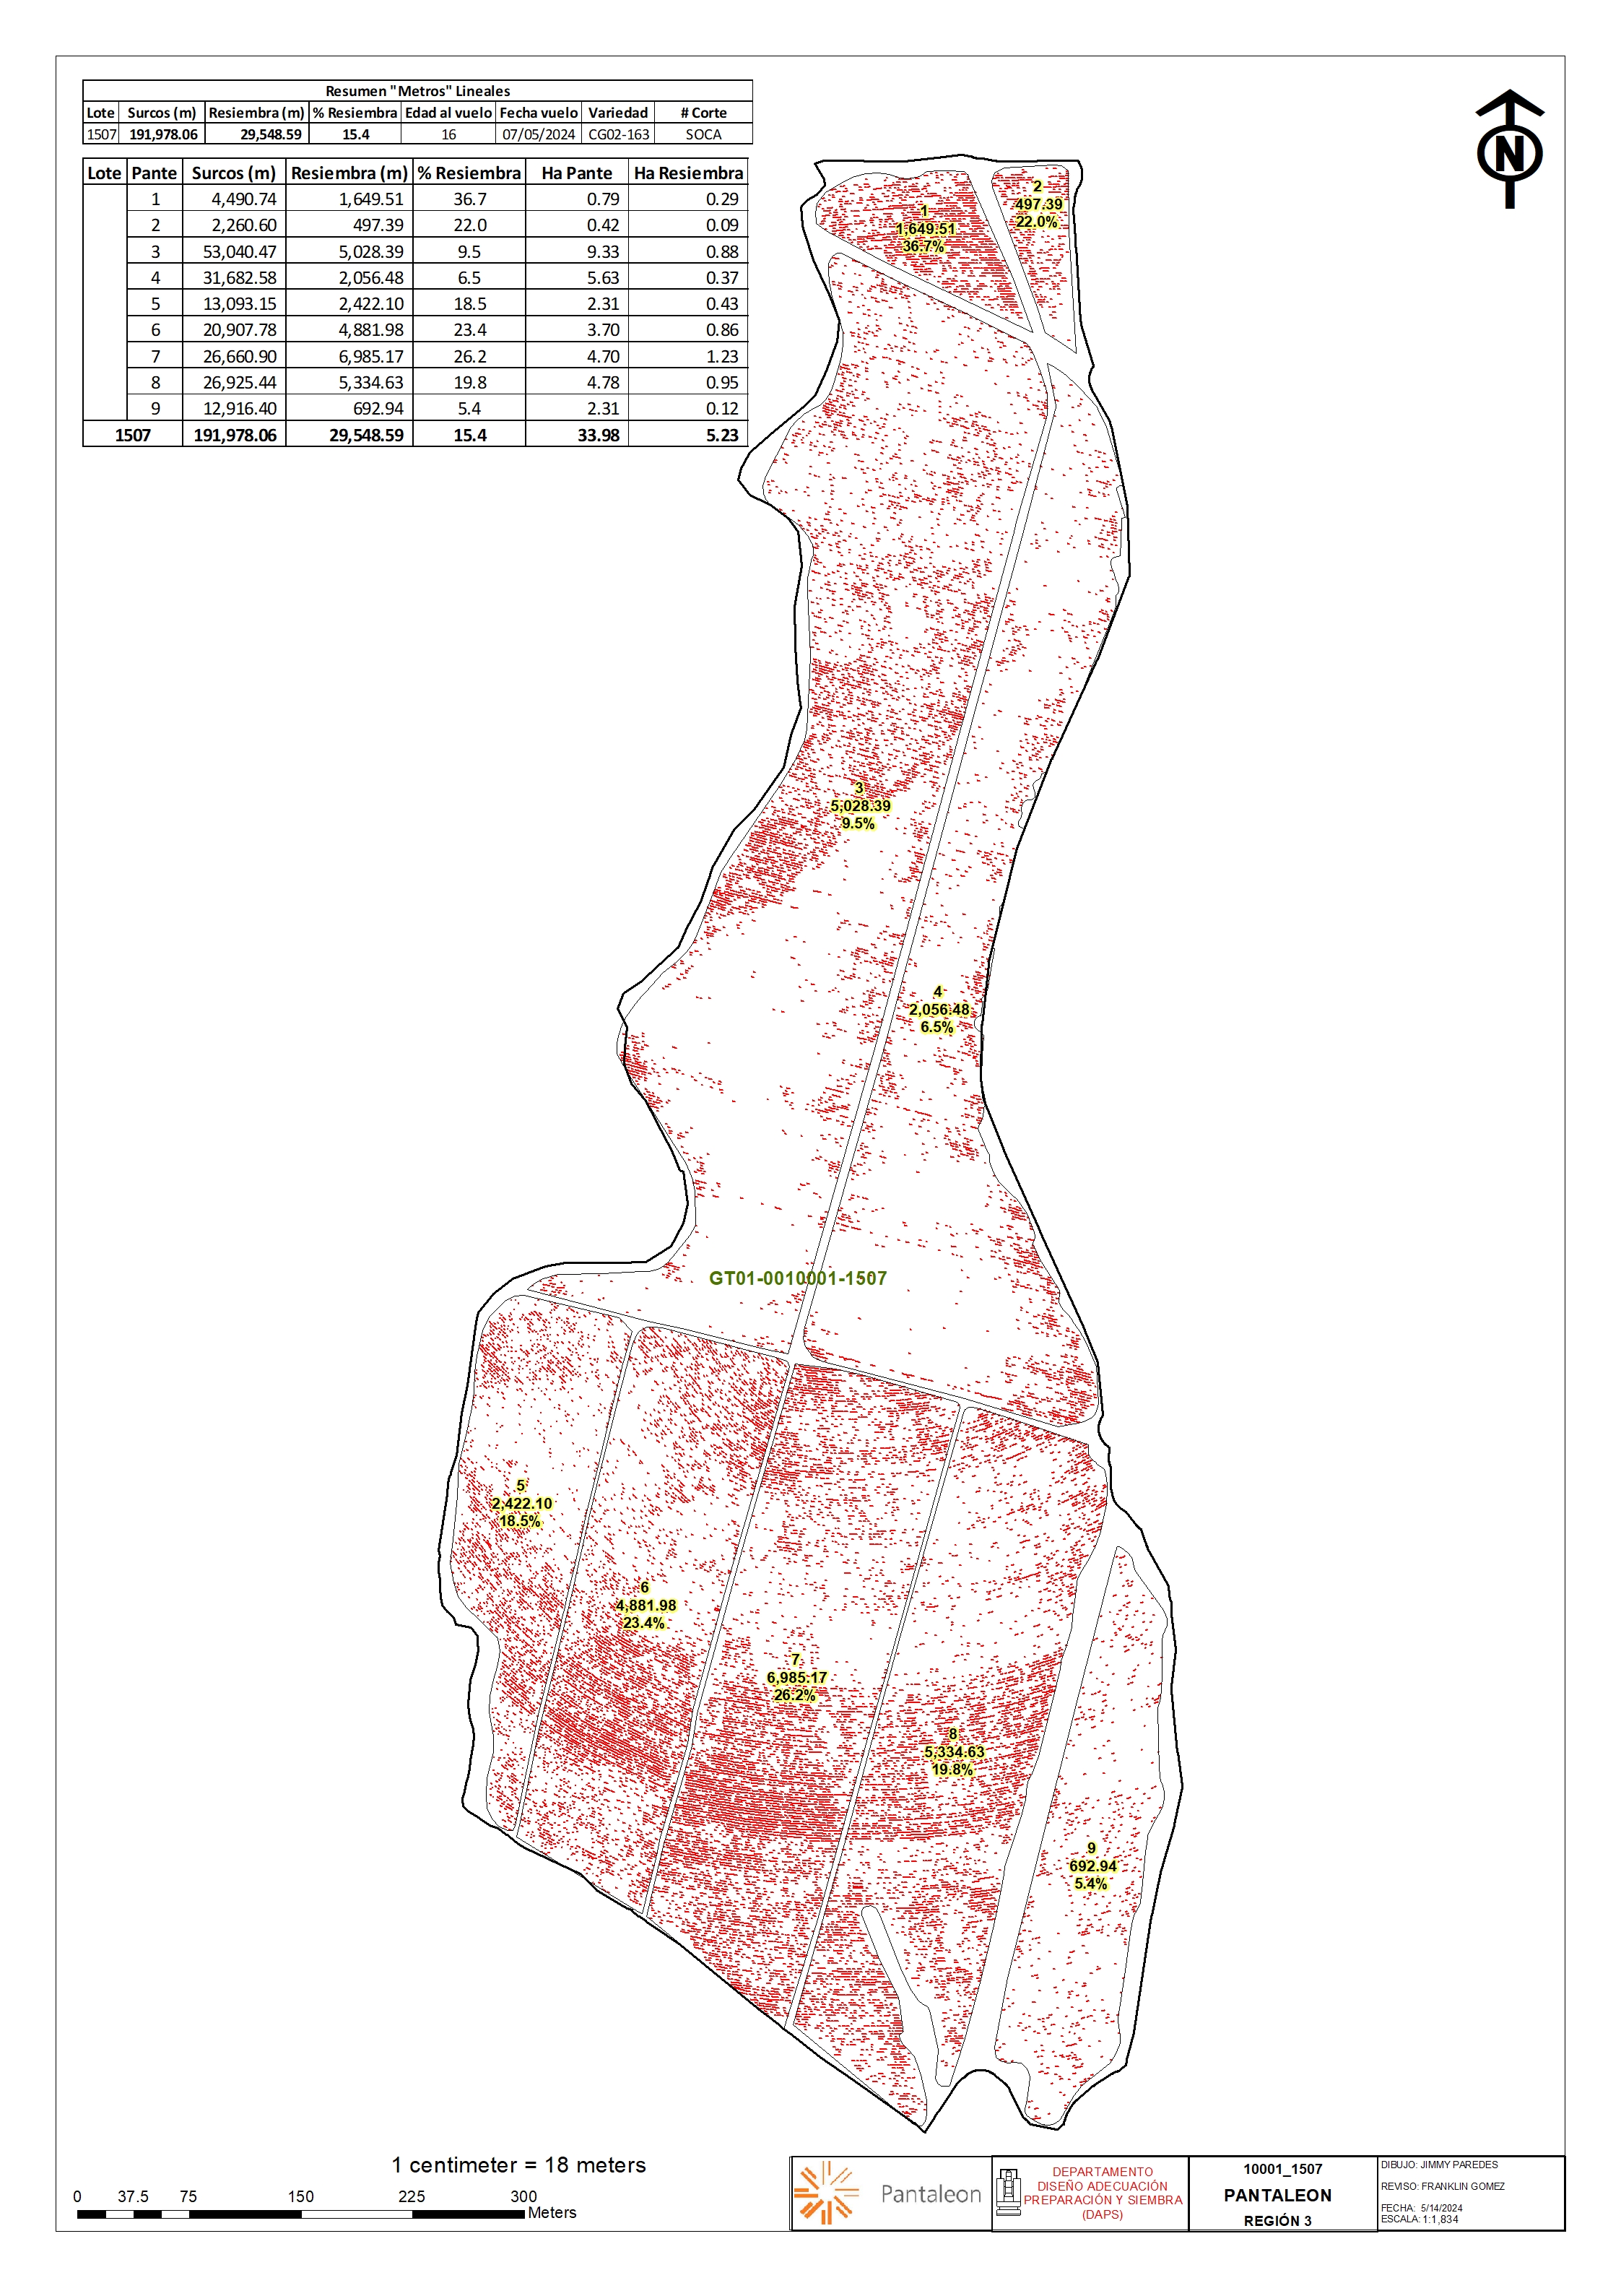 Resumen "Metros" Lineales
Lote Surcos (m) Resiembra (m) % Resiembra Edad al vuelo Fecha vuelo Variedad # Corte
1507 191,978.06 29,548.59 15.4 16 07/05/2024 CG02-163 SOCA
Lote Pante Surcos (m) Resiembra (m) % Resiembra Ha Pante Ha Resiembra
1 4,490.74 1,649.51 36.7 0.79 0.29
2 2,260.60 497.39 22.0 0.42 0.09
3 53,040.47 5,028.39 9.5 9.33 0.88
4 31,682.58 2,056.48 6.5 5.63 0.37
5 13,093.15 2,422.10 18.5 2.31 0.43
6 20,907.78 4,881.98 23.4 3.70 0.86
7 26,660.90 6,985.17 26.2 4.70 1.23
8 26,925.44 5,334.63 19.8 4.78 0.95
9 12,916.40 692.94 5.4 2.31 0.12
1507 191,978.06 29,548.59 15.4 33.98 5.23
N
1
1,649.51
36.7%
2
497.39
22.0%
3
5,028.39
9.5%
4
2,056.48
6.5%
GT01-0010001-1507
5
2,422.10
18.5%
6
4,881.98
23.4%
7
6,985.17
26.2%
8
5,334.63
19.8%
9
692.94
5.4%
1 centimeter = 18 meters
0 37.5 75 150 225 300
Meters
Pantaleon
DEPARTAMENTO
DISEÑO ADECUACIÓN
PREPARACIÓN Y SIEMBRA
(DAPS)
10001_1507
PANTALEON
REGIÓN 3
DIBUJO: JIMMY PAREDES
REVISO: FRANKLIN GOMEZ
FECHA: 5/14/2024
ESCALA: 1:1,834